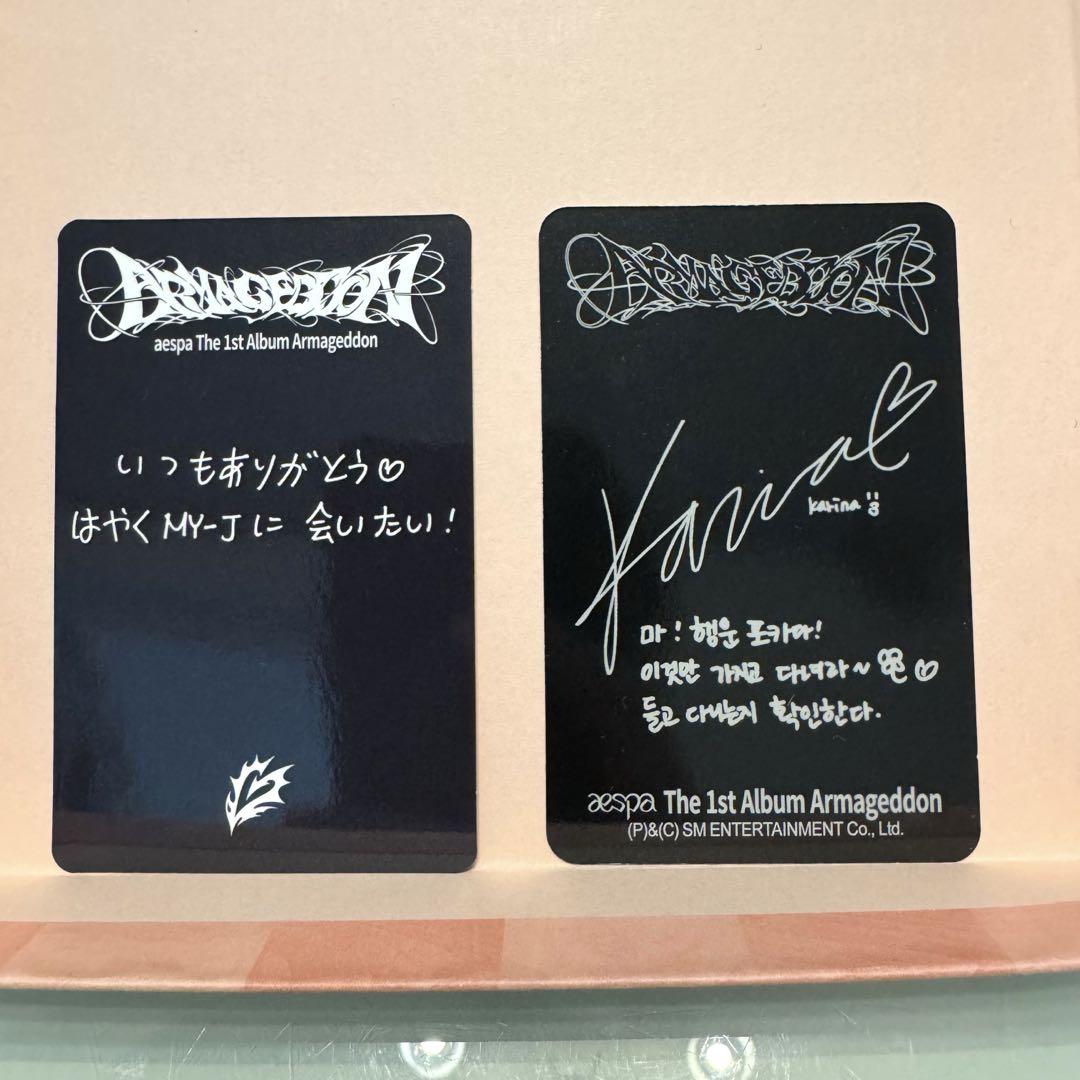 ARMAGEDDON
aespa The 1st Album Armageddon
いつもありがとう♡
はやくMY-Jに 会いたい!
ARMAGEDDON
Karina♡
karina
마! 행운 포카다!
이것만 가지고 다녀라~ ♡
들고 다니는지 확인한다.
aespa The 1st Album Armageddon
(P)&(C) SM ENTERTAINMENT Co., Ltd.